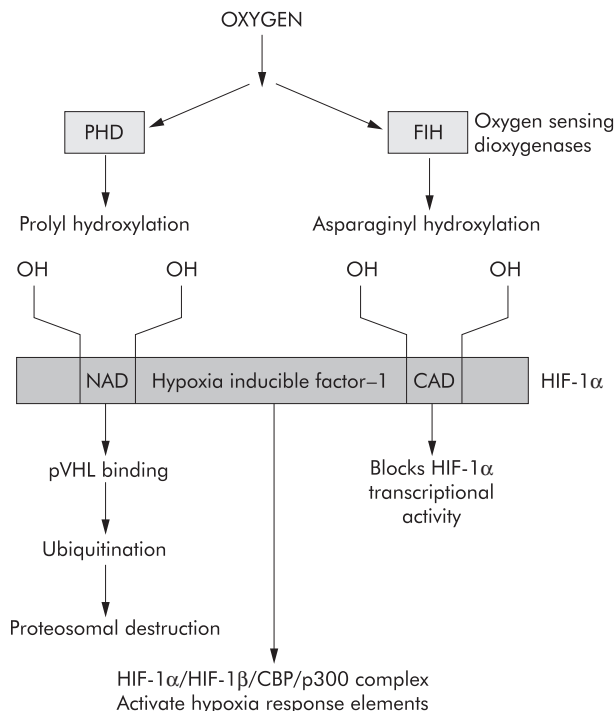 OXYGEN
PHD
FIH
Oxygen sensing
dioxygenases
Prolyl hydroxylation
Asparaginyl hydroxylation
OH
OH
OH
OH
NAD
Hypoxia inducible factor–1
CAD
HIF-1α
pVHL binding
Blocks HIF-1α
transcriptional
activity
Ubiquitination
Proteosomal destruction
HIF-1α/HIF-1β/CBP/p300 complex
Activate hypoxia response elements